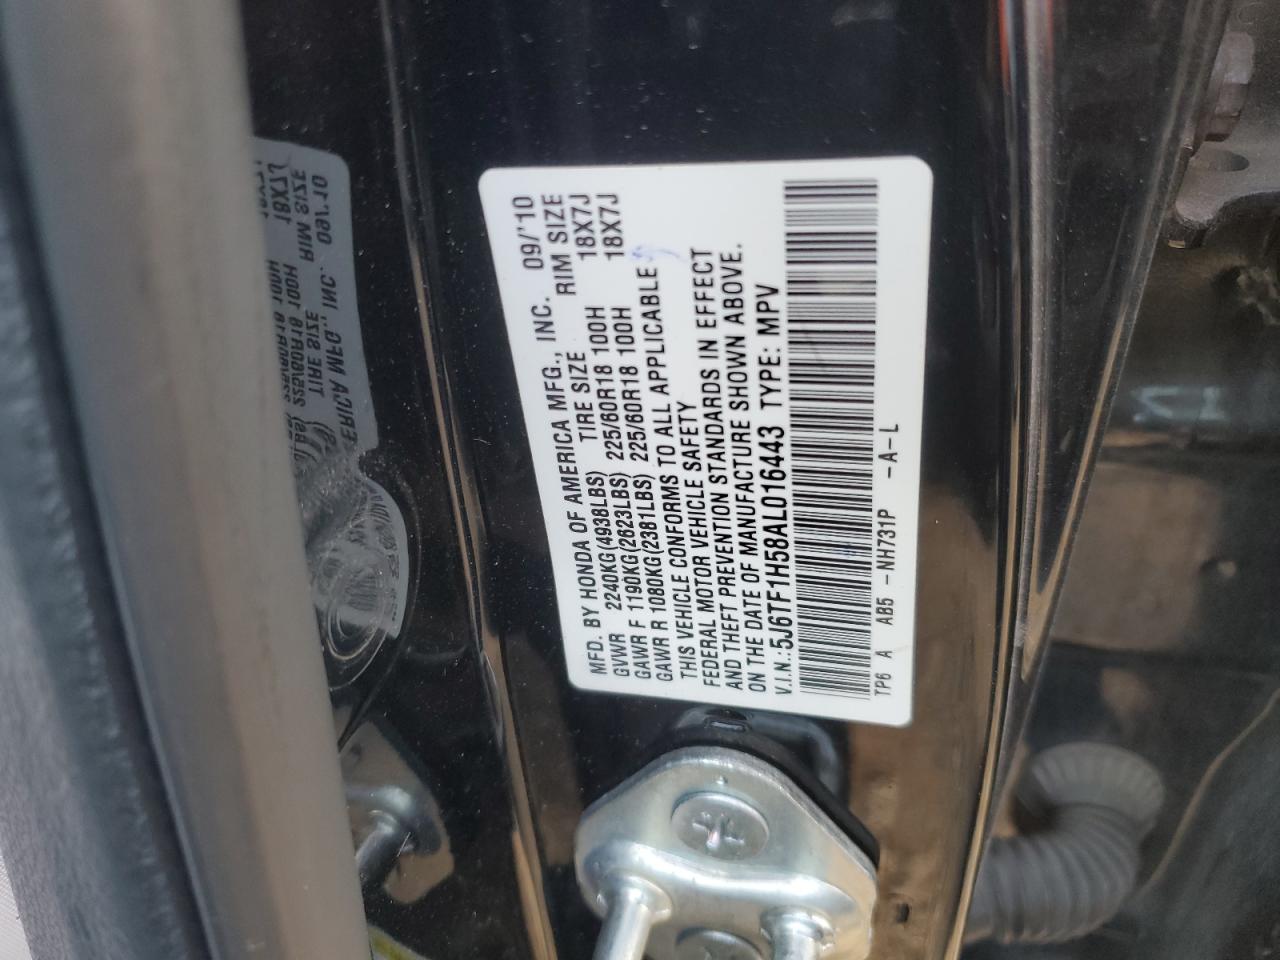 MFD. BY HONDA OF AMERICA MFG., INC. 09/'10
GVWR 2240KG(4938LBS) TIRE SIZE RIM SIZE
GAWR F 1190KG(2623LBS) 225/60R18 100H 18X7J
GAWR R 1080KG(2381LBS) 225/60R18 100H 18X7J
THIS VEHICLE CONFORMS TO ALL APPLICABLE
FEDERAL MOTOR VEHICLE SAFETY
AND THEFT PREVENTION STANDARDS IN EFFECT
ON THE DATE OF MANUFACTURE SHOWN ABOVE.
V.I.N.:5J6TF1H58AL016443 TYPE: MPV
TP6 A AB5 -NH731P -A-L